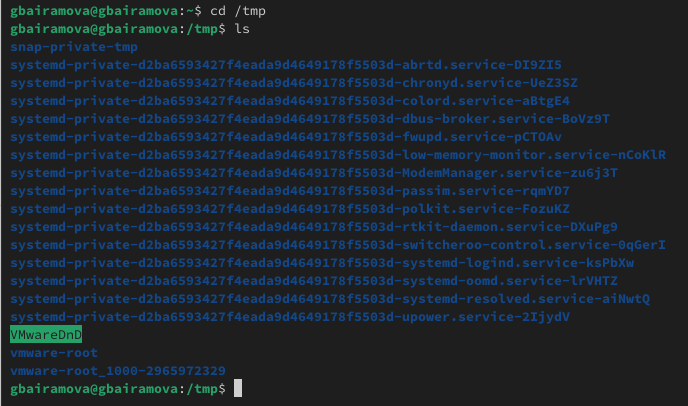 gbairamova@gbairamova:~$ cd /tmp
gbairamova@gbairamova:/tmp$ ls
snap-private-tmp
systemd-private-d2ba6593427f4eada9d4649178f5503d-abrtd.service-DI9ZI5
systemd-private-d2ba6593427f4eada9d4649178f5503d-chronyd.service-UeZ3SZ
systemd-private-d2ba6593427f4eada9d4649178f5503d-colord.service-aBtgE4
systemd-private-d2ba6593427f4eada9d4649178f5503d-dbus-broker.service-BoVz9T
systemd-private-d2ba6593427f4eada9d4649178f5503d-fwupd.service-pCTOAv
systemd-private-d2ba6593427f4eada9d4649178f5503d-low-memory-monitor.service-nCoKlR
systemd-private-d2ba6593427f4eada9d4649178f5503d-ModemManager.service-zu6j3T
systemd-private-d2ba6593427f4eada9d4649178f5503d-passim.service-rqmYD7
systemd-private-d2ba6593427f4eada9d4649178f5503d-polkit.service-FozuKZ
systemd-private-d2ba6593427f4eada9d4649178f5503d-rtkit-daemon.service-DXuPg9
systemd-private-d2ba6593427f4eada9d4649178f5503d-switcheroo-control.service-0qGerI
systemd-private-d2ba6593427f4eada9d4649178f5503d-systemd-logind.service-ksPbXw
systemd-private-d2ba6593427f4eada9d4649178f5503d-systemd-oomd.service-lrVHTZ
systemd-private-d2ba6593427f4eada9d4649178f5503d-systemd-resolved.service-aiNwtQ
systemd-private-d2ba6593427f4eada9d4649178f5503d-upower.service-2IjydV
VMwareDnD
vmware-root
vmware-root_1000-2965972329
gbairamova@gbairamova:/tmp$